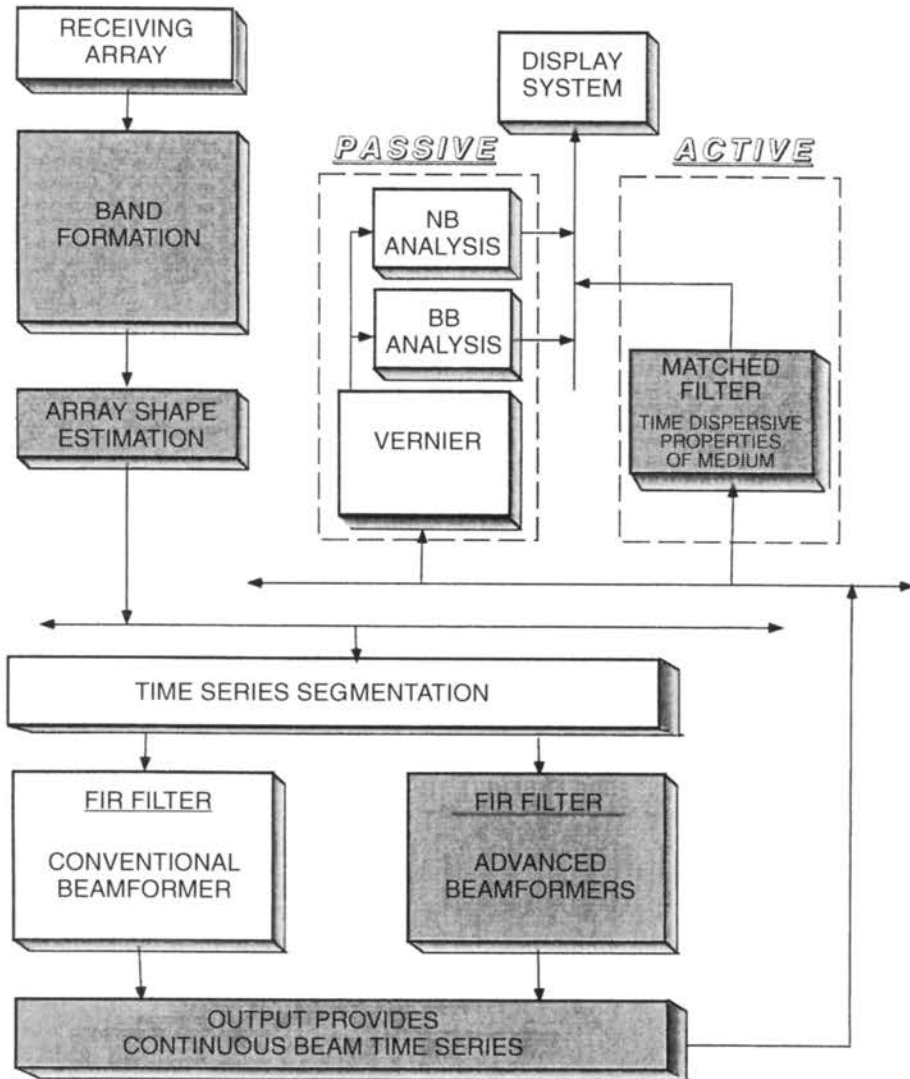 RECEIVING
ARRAY
BAND
FORMATION
ARRAY SHAPE
ESTIMATION
DISPLAY
SYSTEM
PASSIVE
NB
ANALYSIS
BB
ANALYSIS
VERNIER
ACTIVE
MATCHED
FILTER
TIME DISPERSIVE
PROPERTIES
OF MEDIUM
TIME SERIES SEGMENTATION
FIR FILTER
CONVENTIONAL
BEAMFORMER
FIR FILTER
ADVANCED
BEAMFORMERS
OUTPUT PROVIDES
CONTINUOUS BEAM TIME SERIES